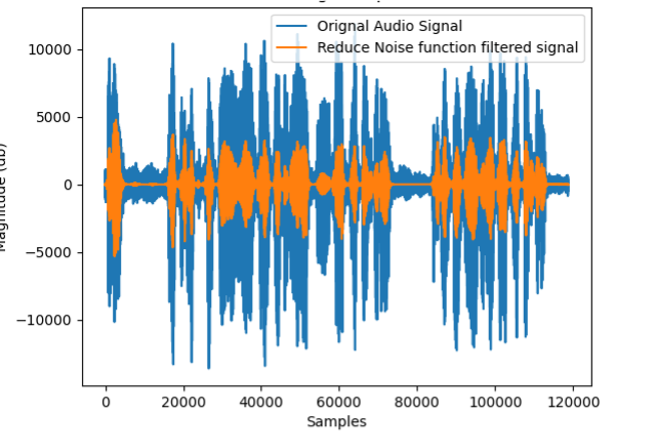 Orignal Audio Signal
Reduce Noise function filtered signal
10000
5000
0
−5000
−10000
Magnitude (db)
0 20000 40000 60000 80000 100000 120000
Samples